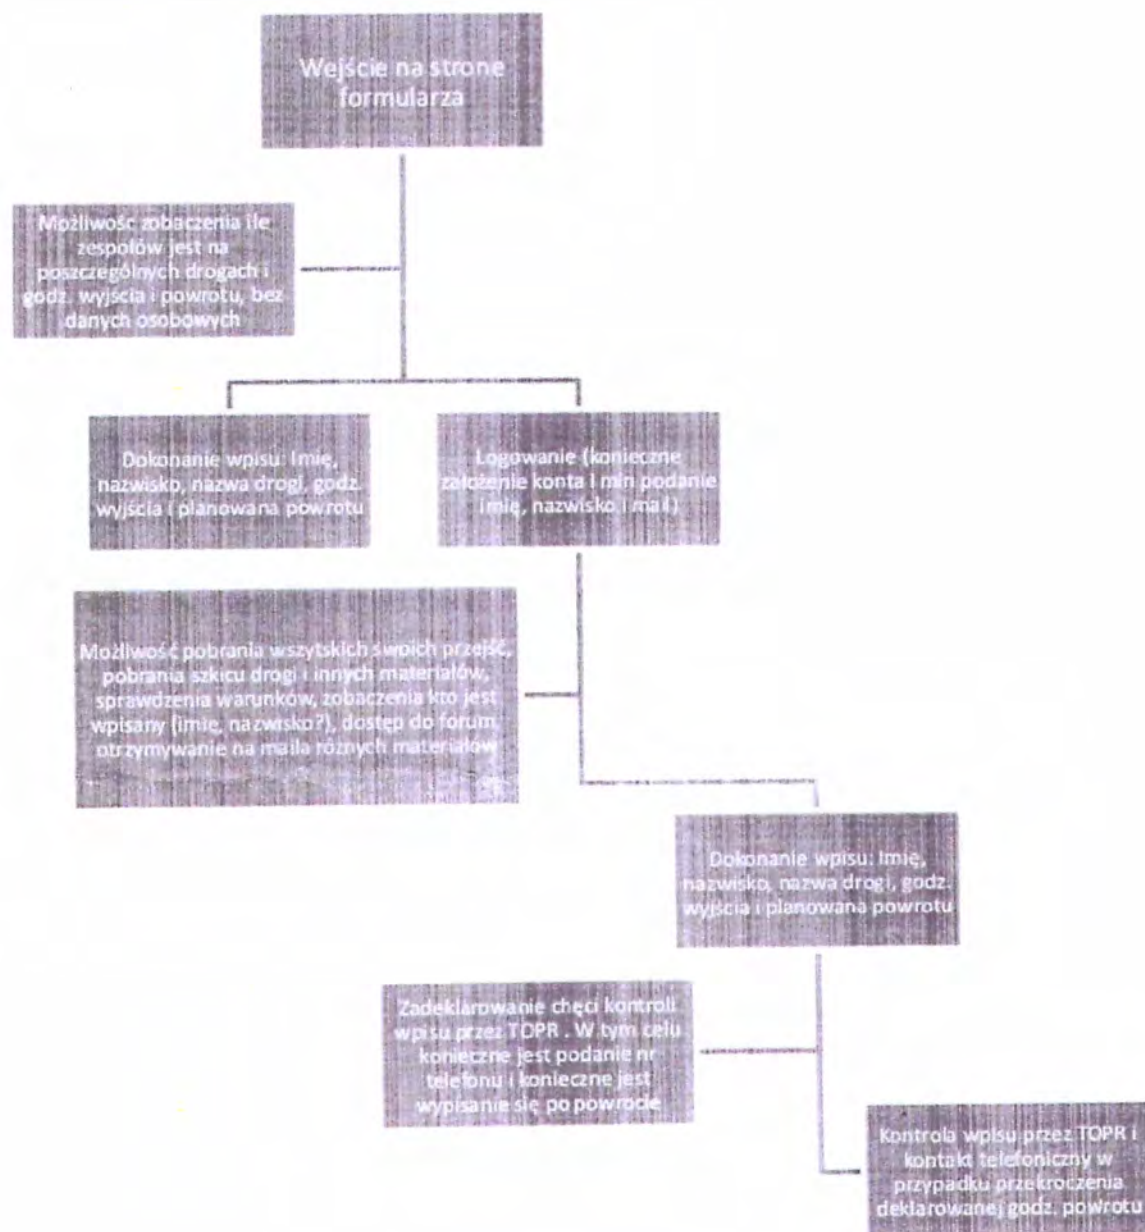 Wejście na strone
formularza
Możliwośc zobaczenia ile
zespołów jest na
poszczególnych drogach i
godz. wyjścia i powrotu, bez
danych osobowych
Dokonanie wpisu: Imię,
nazwisko, nazwa drogi, godz.
wyjścia i planowana powrotu
Logowanie (konieczne
założenie konta i min podanie
imię, nazwisko i mail)
Możliwość pobrania wszytskich swoich przejść,
pobrania szkicu drogi i innych materiałów,
sprawdzenia warunków, zobaczenia kto jest
wpisany (imię, nazwisko?), dostęp do forum
otrzymywanie na maila różnych materiałów
Dokonanie wpisu: Imię,
nazwisko, nazwa drogi, godz.
wyjścia i planowana powrotu
Zadeklarowanie chęci kontroli
wpisu przez TOPR . W tym celu
konieczne jest podanie nr
telefonu i konieczne jest
wypisanie się po powrocie
Kontrola wpisu przez TOPR i
kontakt telefoniczny w
przypadku przekroczenia
deklarowanej godz. powrotu